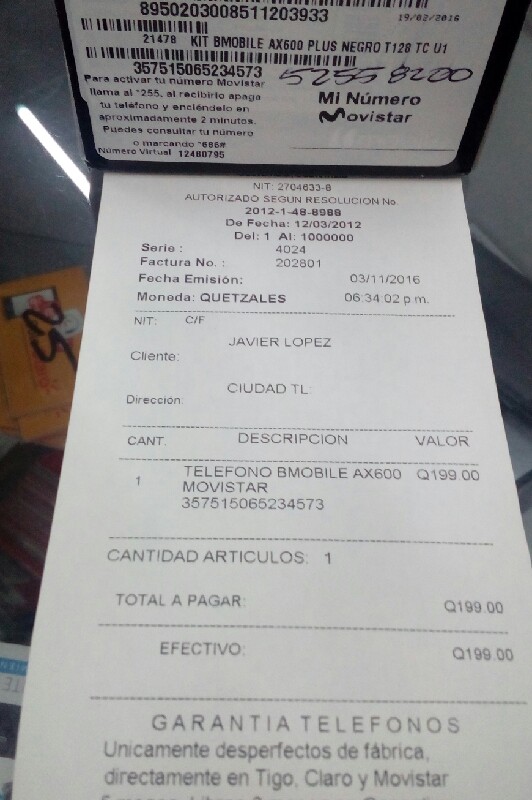 8950203008511203933
19/02/2016
21478 KIT BMOBILE AX600 PLUS NEGRO T128 TC U1
357515065234573
52558200
Para activar tu número Movistar
llama al *255, al recibirlo apaga
tu teléfono y enciéndelo en
aproximadamente 2 minutos.
Puedes consultar tu número
o marcando *686#
Número Virtual 12480795
Mi Número
Movistar
NIT: 2704633-8
AUTORIZADO SEGUN RESOLUCION No.
2012-1-48-8988
De Fecha: 12/03/2012
Del: 1 Al: 1000000
Serie : 4024
Factura No. : 202801
Fecha Emisión: 03/11/2016
Moneda: QUETZALES 06:34:02 p.m.
NIT: C/F
JAVIER LOPEZ
Cliente:
CIUDAD TL
Dirección:
CANT. DESCRIPCION VALOR
1 TELEFONO BMOBILE AX600 Q199.00
MOVISTAR
357515065234573
CANTIDAD ARTICULOS: 1
TOTAL A PAGAR: Q199.00
EFECTIVO: Q199.00
GARANTIA TELEFONOS
Unicamente desperfectos de fábrica,
directamente en Tigo, Claro y Movistar
25